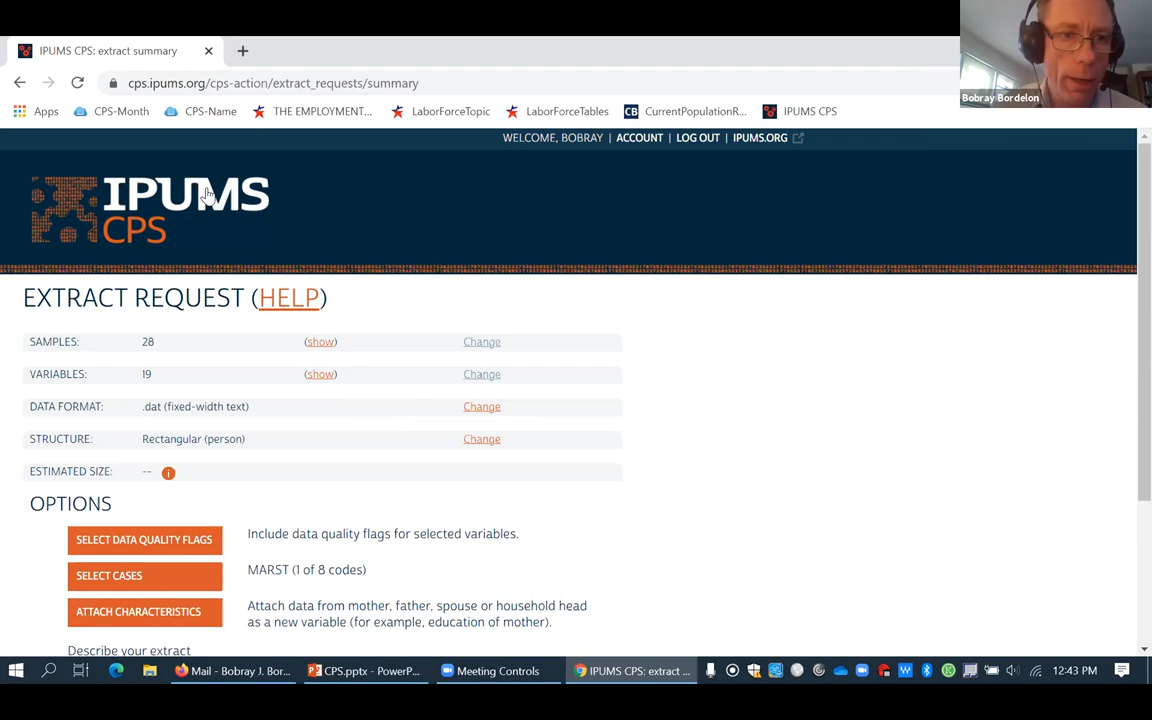 IPUMS CPS: extract summary
cps.ipums.org/cps-action/extract_requests/summary
Bobray Bordelon
Apps CPS-Month CPS-Name THE EMPLOYMENT... LaborForceTopic LaborForceTables CB CurrentPopulationR... IPUMS CPS
WELCOME, BOBRAY | ACCOUNT | LOG OUT | IPUMS.ORG
IPUMS
CPS
EXTRACT REQUEST (HELP)
SAMPLES: 28 (show) Change
VARIABLES: 19 (show) Change
DATA FORMAT: .dat (fixed-width text) Change
STRUCTURE: Rectangular (person) Change
ESTIMATED SIZE: -- i
OPTIONS
SELECT DATA QUALITY FLAGS Include data quality flags for selected variables.
SELECT CASES MARST (1 of 8 codes)
ATTACH CHARACTERISTICS Attach data from mother, father, spouse or household head
as a new variable (for example, education of mother).
Describe your extract
Mail - Bobray J. Bor... CPS.pptx - PowerP... Meeting Controls IPUMS CPS: extract ... 12:43 PM